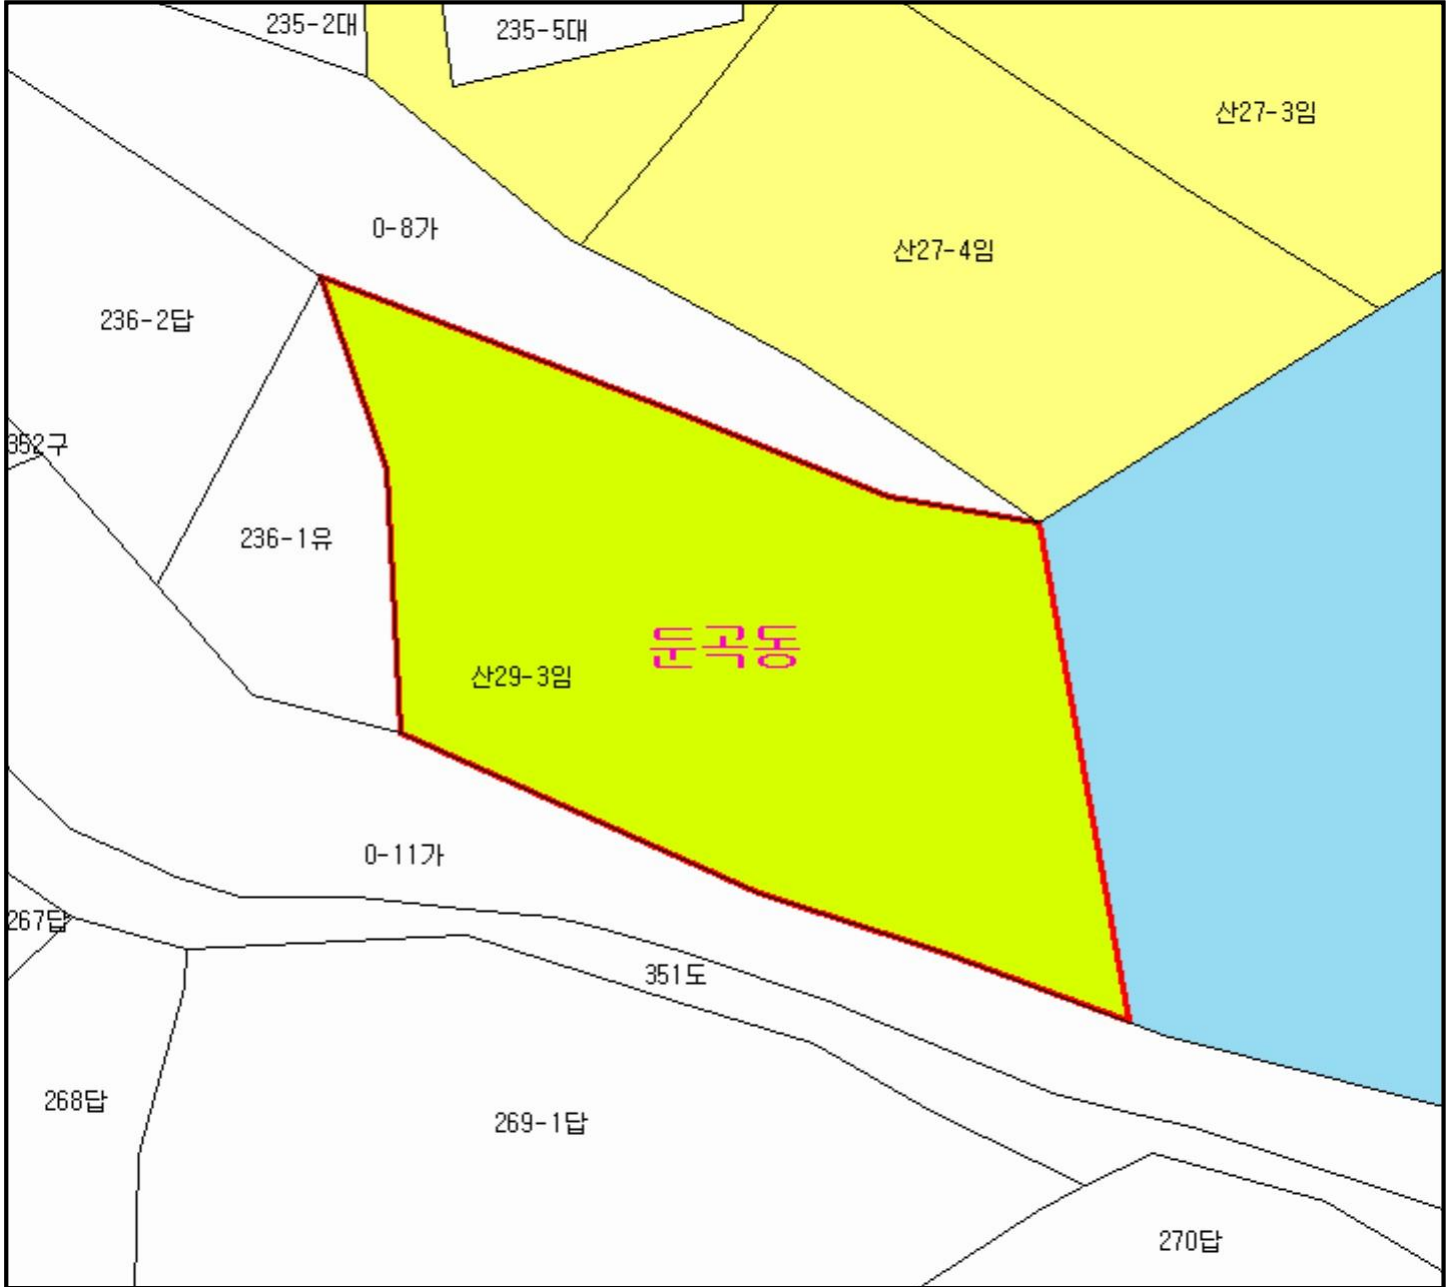 235-2대
235-5대
산27-3임
0-8가
산27-4임
236-2답
352구
236-1유
둔곡동
산29-3임
0-11가
267답
351도
268답
269-1답
270답